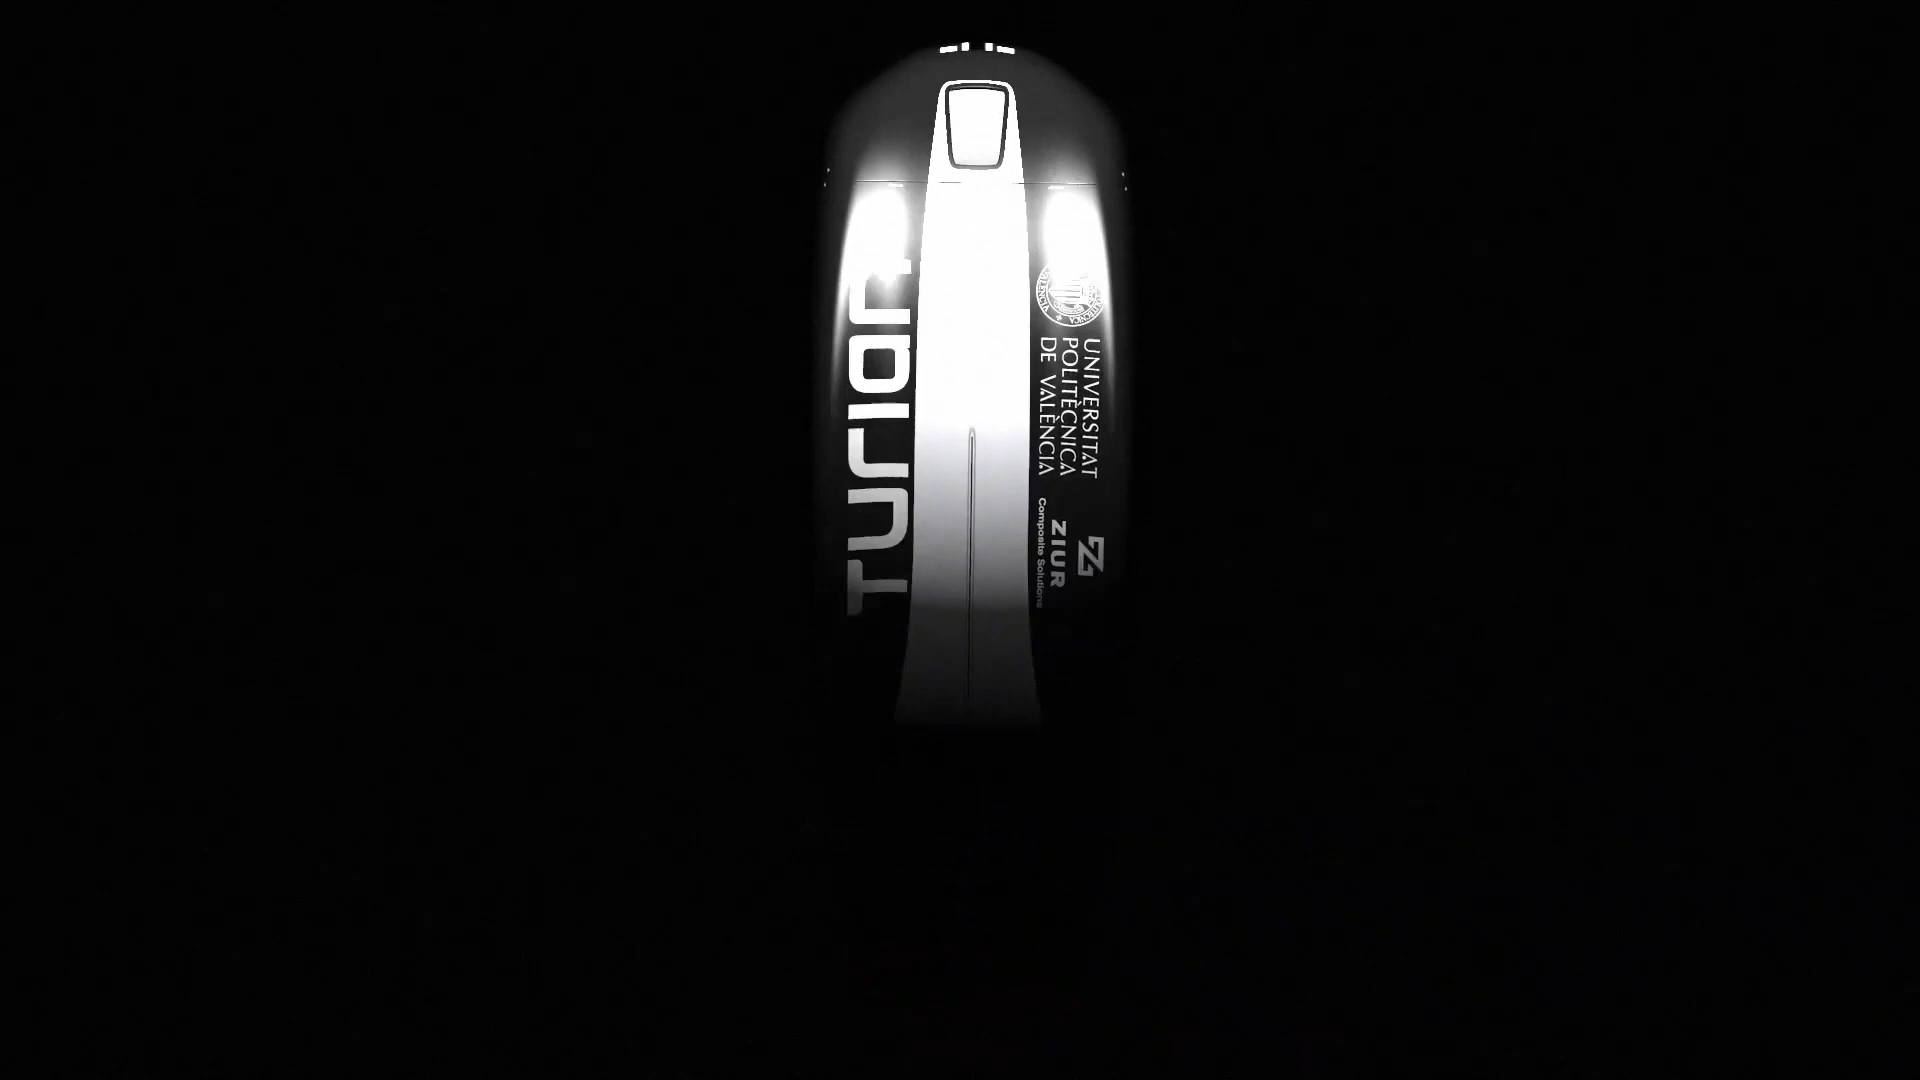 Turian
UNIVERSITAT
POLITÈCNICA
DE VALÈNCIA
ZIUR
Composite Solutions